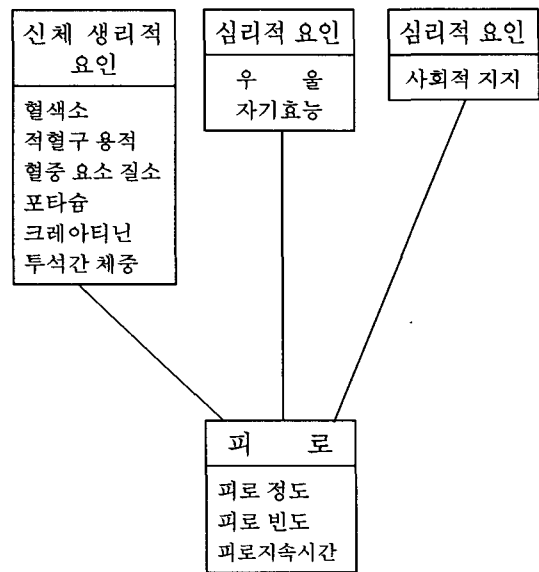 신체 생리적
요인
혈색소
적혈구 용적
혈중 요소 질소
포타슘
크레아티닌
투석간 체중
심리적 요인
우 울
자기효능
심리적 요인
사회적 지지
피 로
피로 정도
피로 빈도
피로지속시간